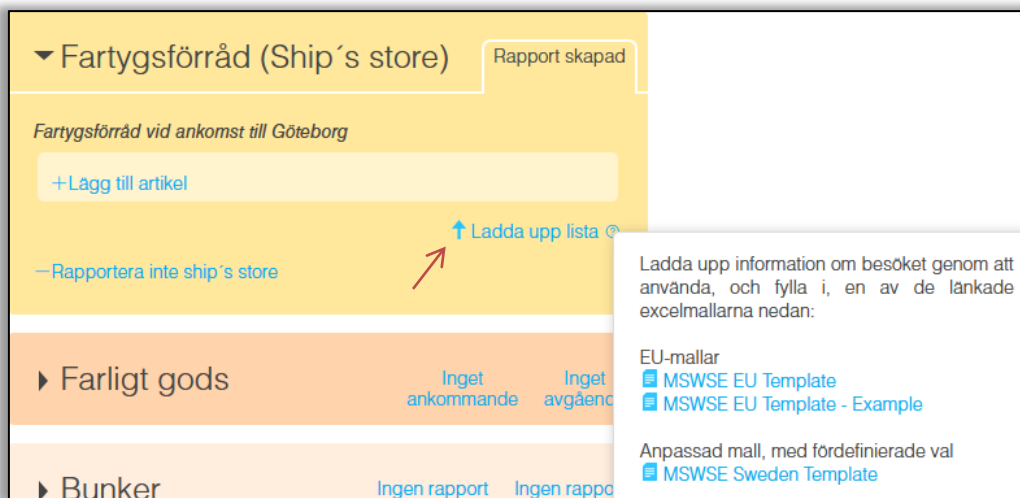 Fartygsförråd (Ship´s store)
Rapport skapad
Fartygsförråd vid ankomst till Göteborg
+Lägg till artikel
Ladda upp lista ?
−Rapportera inte ship´s store
Ladda upp information om besöket genom att
använda, och fylla i, en av de länkade
excelmallarna nedan:
EU-mallar
MSWSE EU Template
MSWSE EU Template - Example
Anpassad mall, med fördefinierade val
MSWSE Sweden Template
Farligt gods
Inget
ankommande
Inget
Bunker
Ingen rapport
Ingen